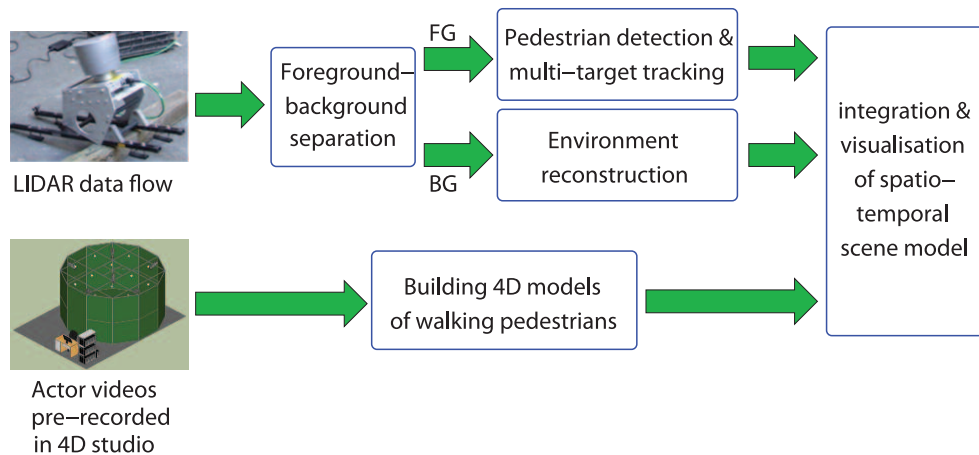 LIDAR data flow
Foreground–
background
separation
FG
BG
Pedestrian detection &
multi–target tracking
Environment
reconstruction
integration &
visualisation
of spatio–
temporal
scene model
Actor videos
pre–recorded
in 4D studio
Building 4D models
of walking pedestrians